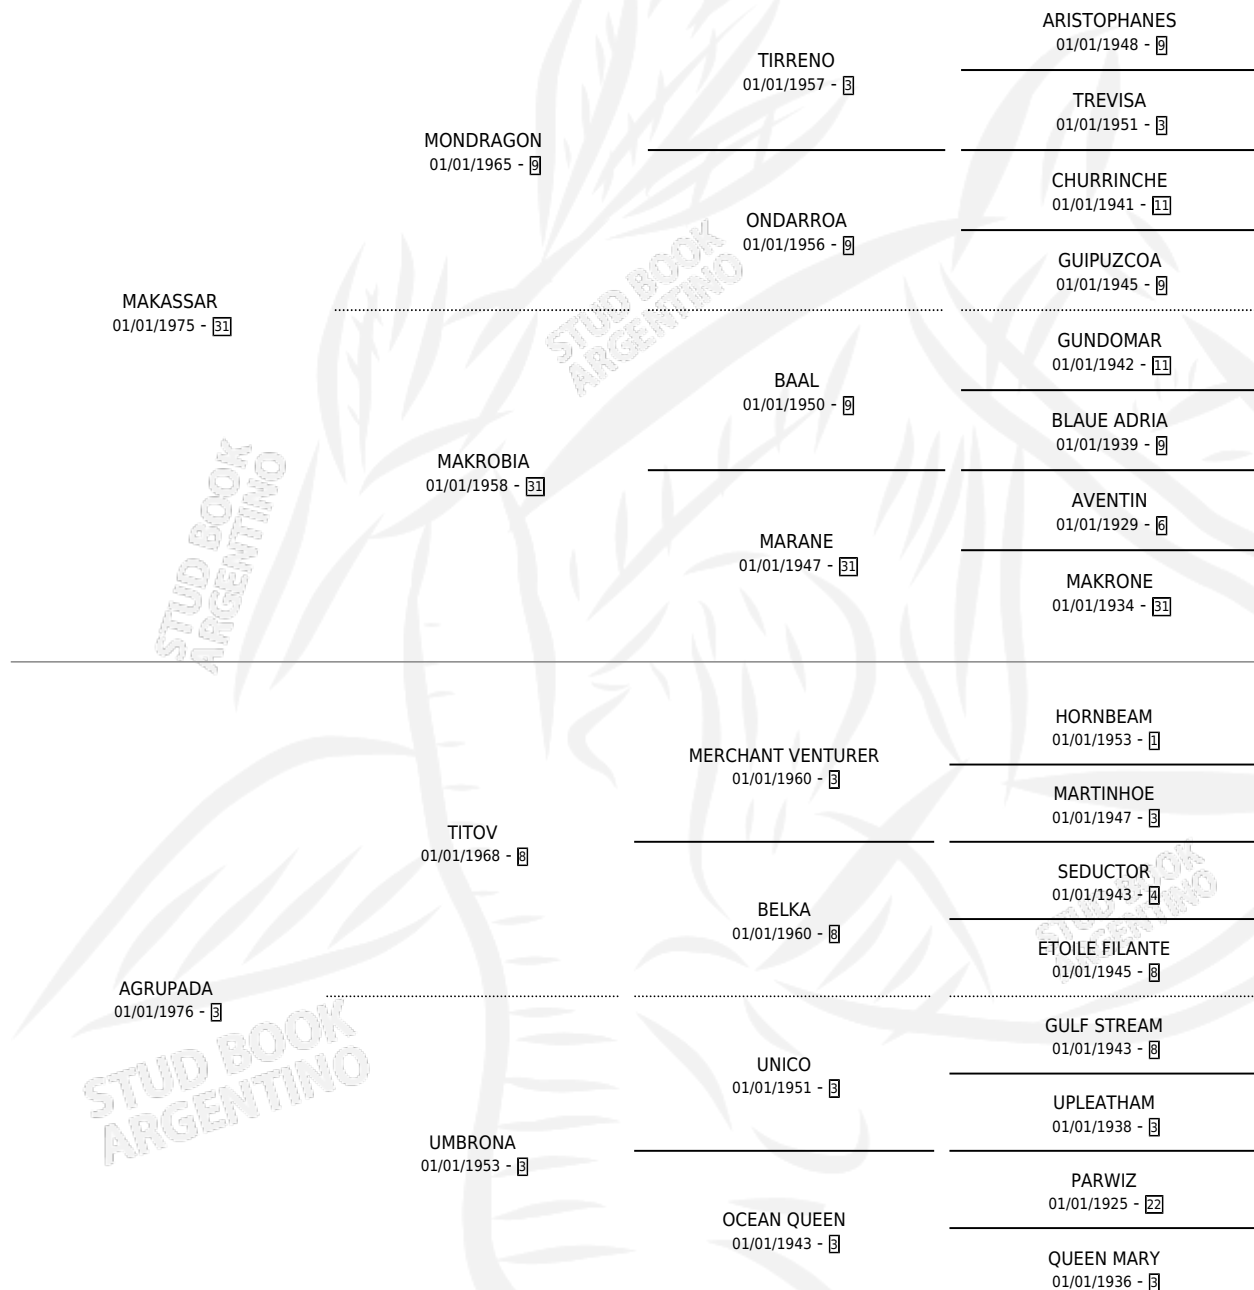 ARISTOPHANES
01/01/1948 - 9
TIRRENO
01/01/1957 - 3
TREVISA
01/01/1951 - 3
MONDRAGON
01/01/1965 - 9
CHURRINCHE
01/01/1941 - 11
ONDARROA
01/01/1956 - 9
GUIPUZCOA
01/01/1945 - 9
MAKASSAR
01/01/1975 - 31
GUNDOMAR
01/01/1942 - 11
BAAL
01/01/1950 - 9
BLAUE ADRIA
01/01/1939 - 9
MAKROBIA
01/01/1958 - 31
AVENTIN
01/01/1929 - 6
MARANE
01/01/1947 - 31
MAKRONE
01/01/1934 - 31
HORNBEAM
01/01/1953 - 1
MERCHANT VENTURER
01/01/1960 - 3
MARTINHOE
01/01/1947 - 3
TITOV
01/01/1968 - 8
SEDUCTOR
01/01/1943 - 4
BELKA
01/01/1960 - 8
ETOILE FILANTE
01/01/1945 - 8
AGRUPADA
01/01/1976 - 3
GULF STREAM
01/01/1943 - 8
UNICO
01/01/1951 - 3
UPLEATHAM
01/01/1938 - 3
UMBRONA
01/01/1953 - 3
PARWIZ
01/01/1925 - 22
OCEAN QUEEN
01/01/1943 - 3
QUEEN MARY
01/01/1936 - 3
STUD BOOK
ARGENTINO
STUD BOOK
ARGENTINO
STUD BOOK
ARGENTINO
STUD BOOK
ARGENTINO